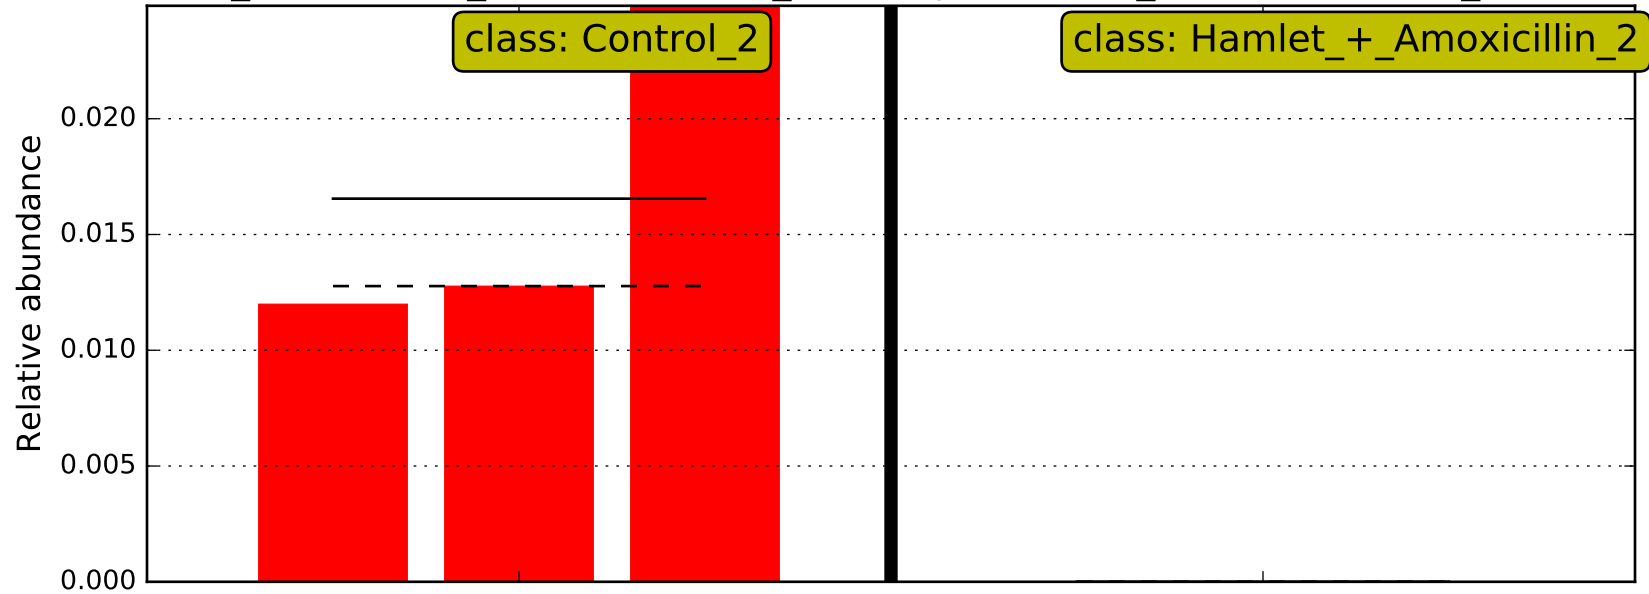 class: Control_2
class: Hamlet_+_Amoxicillin_2
Relative abundance
0.020
0.015
0.010
0.005
0.000